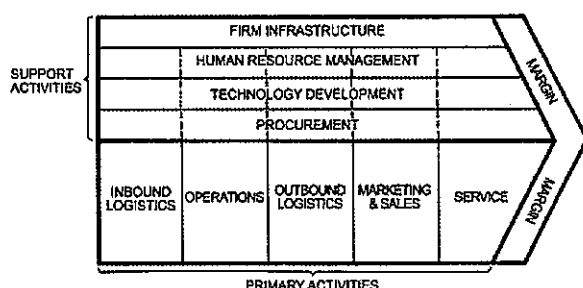 FIRM INFRASTRUCTURE
HUMAN RESOURCE MANAGEMENT
SUPPORT
ACTIVITIES
TECHNOLOGY DEVELOPMENT
PROCUREMENT
MARGIN
INBOUND
LOGISTICS
OPERATIONS
OUTBOUND
LOGISTICS
MARKETING
& SALES
SERVICE
MARGIN
PRIMARY ACTIVITIES